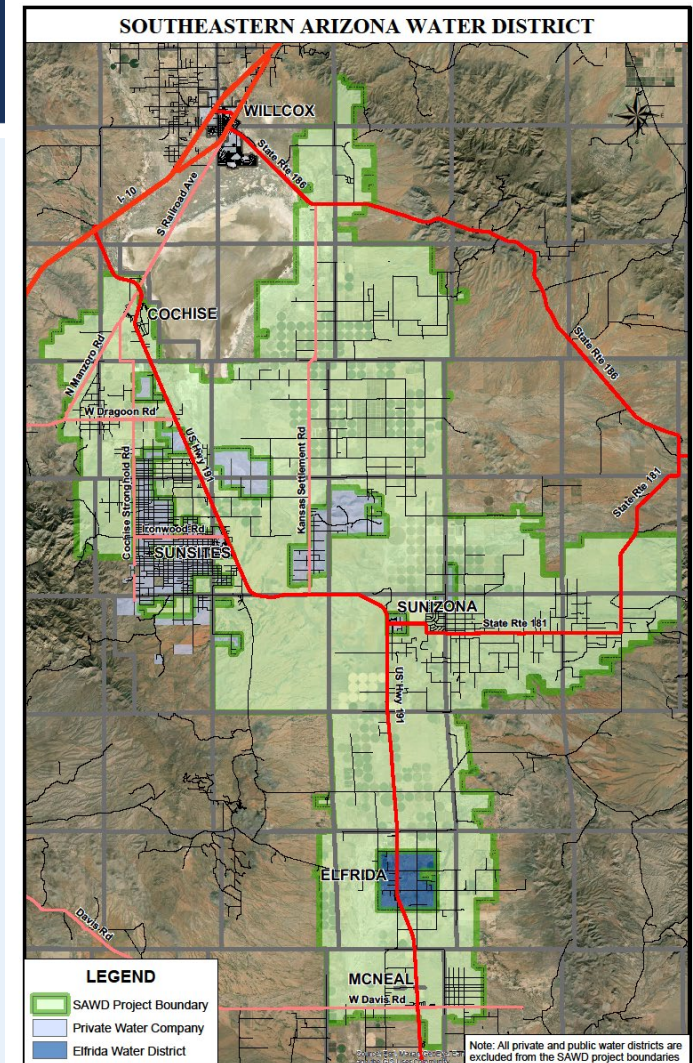 SOUTHEASTERN ARIZONA WATER DISTRICT
WILLCOX
State Rte 186
I- 10
S Railroad Ave
COCHISE
N Manzoro Rd
State Rte 186
W Dragoon Rd
US Hwy 191
Kansas Settlement Rd
State Rte 181
Cochise Stronghold Rd
Ironwood Rd
SUNSITES
SUNIZONA
State Rte 181
US Hwy 191
ELFRIDA
Davis Rd
MCNEAL
W Davis Rd
LEGEND
SAWD Project Boundary
Private Water Company
Elfrida Water District
Note: All private and public water districts are
excluded from the SAWD project boundaries